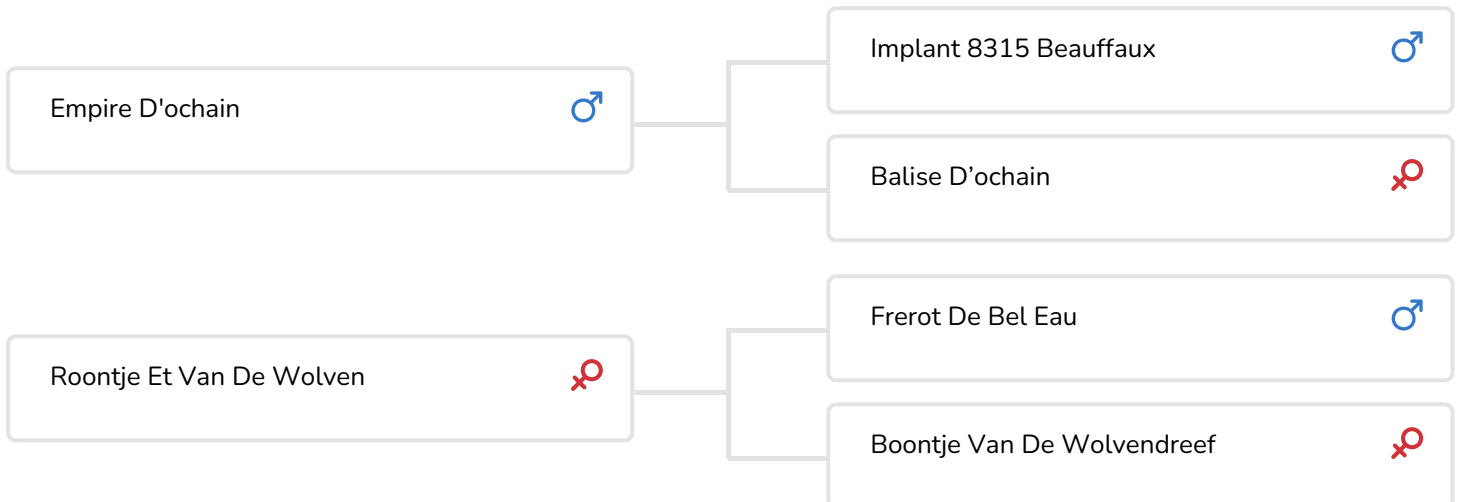 Implant 8315 Beauffaux
Empire D'ochain
Balise D’ochain
Frerot De Bel Eau
Roontje Et Van De Wolven
Boontje Van De Wolvendreef